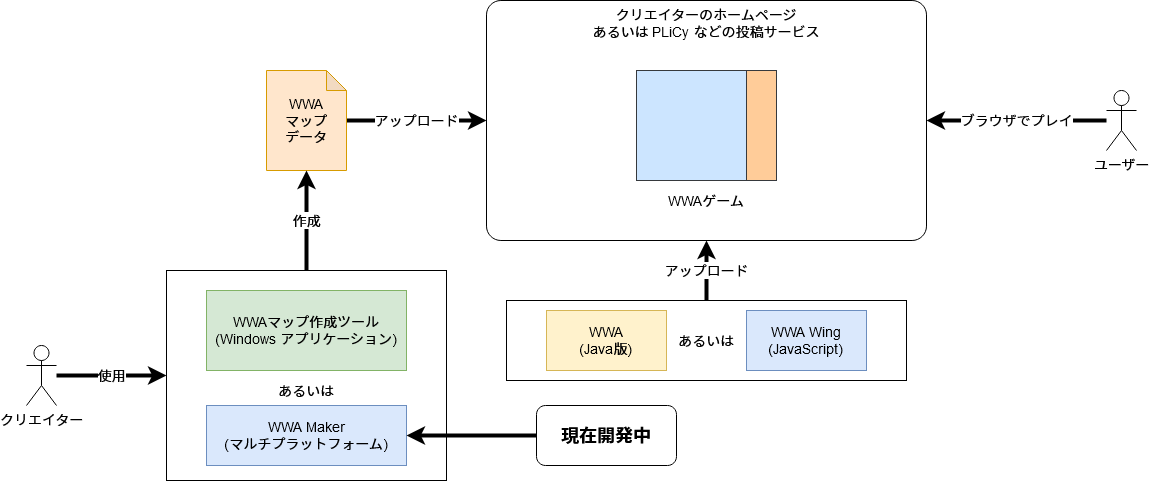 クリエイターのホームページ
あるいは PLiCy などの投稿サービス
WWA
マップ
データ
アップロード
ブラウザでプレイ
ユーザー
WWAゲーム
作成
アップロード
WWAマップ作成ツール
(Windows アプリケーション)
WWA
(Java版)
あるいは
WWA Wing
(JavaScript)
使用
クリエイター
あるいは
WWA Maker
(マルチプラットフォーム)
現在開発中